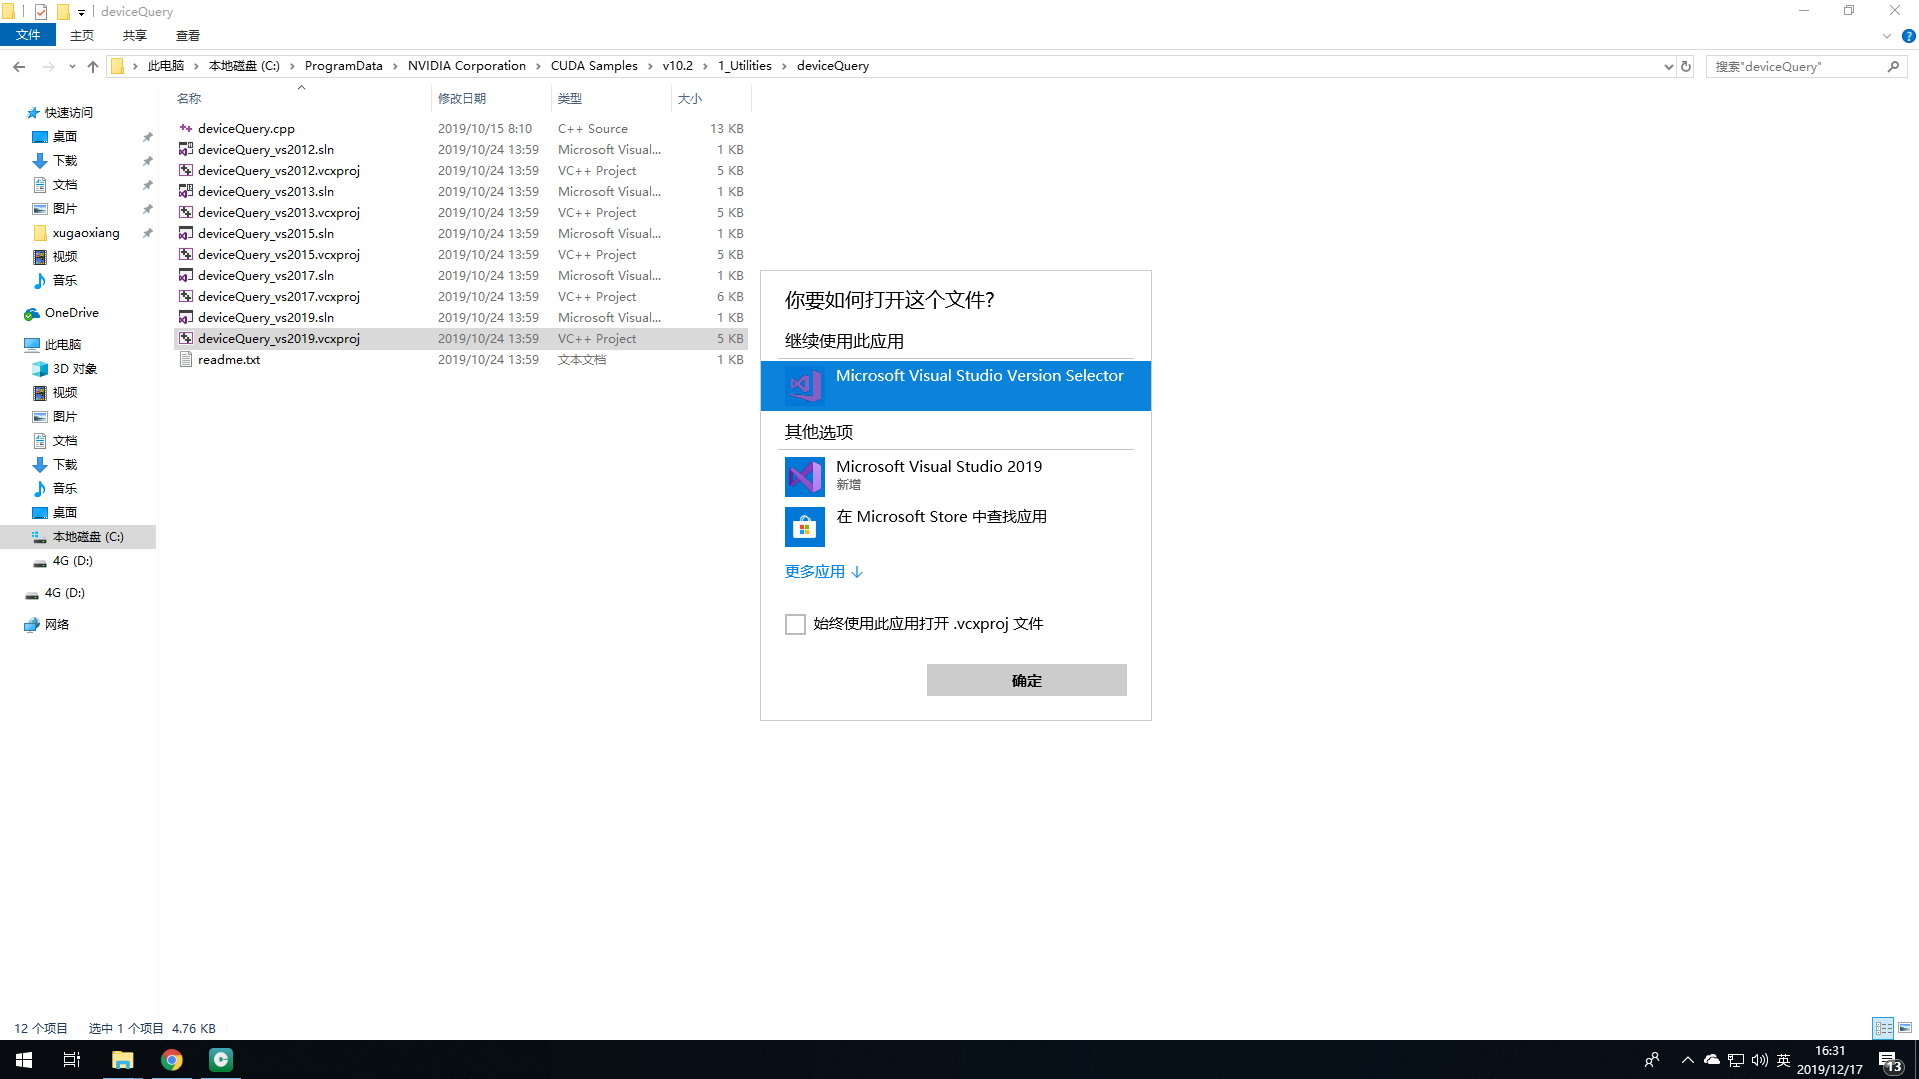 deviceQuery
文件 主页 共享 查看
此电脑 本地磁盘 (C:) ProgramData NVIDIA Corporation CUDA Samples v10.2 1_Utilities deviceQuery
搜索"deviceQuery"
名称 修改日期 类型 大小
deviceQuery.cpp 2019/10/15 8:10 C++ Source 13 KB
deviceQuery_vs2012.sln 2019/10/24 13:59 Microsoft Visual... 1 KB
deviceQuery_vs2012.vcxproj 2019/10/24 13:59 VC++ Project 5 KB
deviceQuery_vs2013.sln 2019/10/24 13:59 Microsoft Visual... 1 KB
deviceQuery_vs2013.vcxproj 2019/10/24 13:59 VC++ Project 5 KB
deviceQuery_vs2015.sln 2019/10/24 13:59 Microsoft Visual... 1 KB
deviceQuery_vs2015.vcxproj 2019/10/24 13:59 VC++ Project 5 KB
deviceQuery_vs2017.sln 2019/10/24 13:59 Microsoft Visual... 1 KB
deviceQuery_vs2017.vcxproj 2019/10/24 13:59 VC++ Project 6 KB
deviceQuery_vs2019.sln 2019/10/24 13:59 Microsoft Visual... 1 KB
deviceQuery_vs2019.vcxproj 2019/10/24 13:59 VC++ Project 5 KB
readme.txt 2019/10/24 13:59 文本文档 1 KB
快速访问
桌面
下载
文档
图片
xugaoxiang
视频
音乐
OneDrive
此电脑
3D 对象
视频
图片
文档
下载
音乐
桌面
本地磁盘 (C:)
4G (D:)
4G (D:)
网络
你要如何打开这个文件?
继续使用此应用
Microsoft Visual Studio Version Selector
其他选项
Microsoft Visual Studio 2019
新增
在 Microsoft Store 中查找应用
更多应用
始终使用此应用打开 .vcxproj 文件
确定
12 个项目 选中 1 个项目 4.76 KB
英
16:31
2019/12/17
13